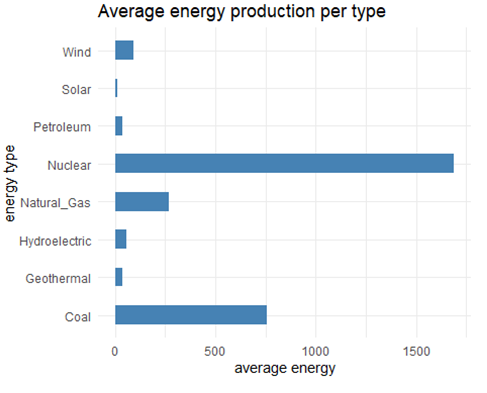 Average energy production per type
energy type
Wind
Solar
Petroleum
Nuclear
Natural_Gas
Hydroelectric
Geothermal
Coal
0 500 1000 1500
average energy